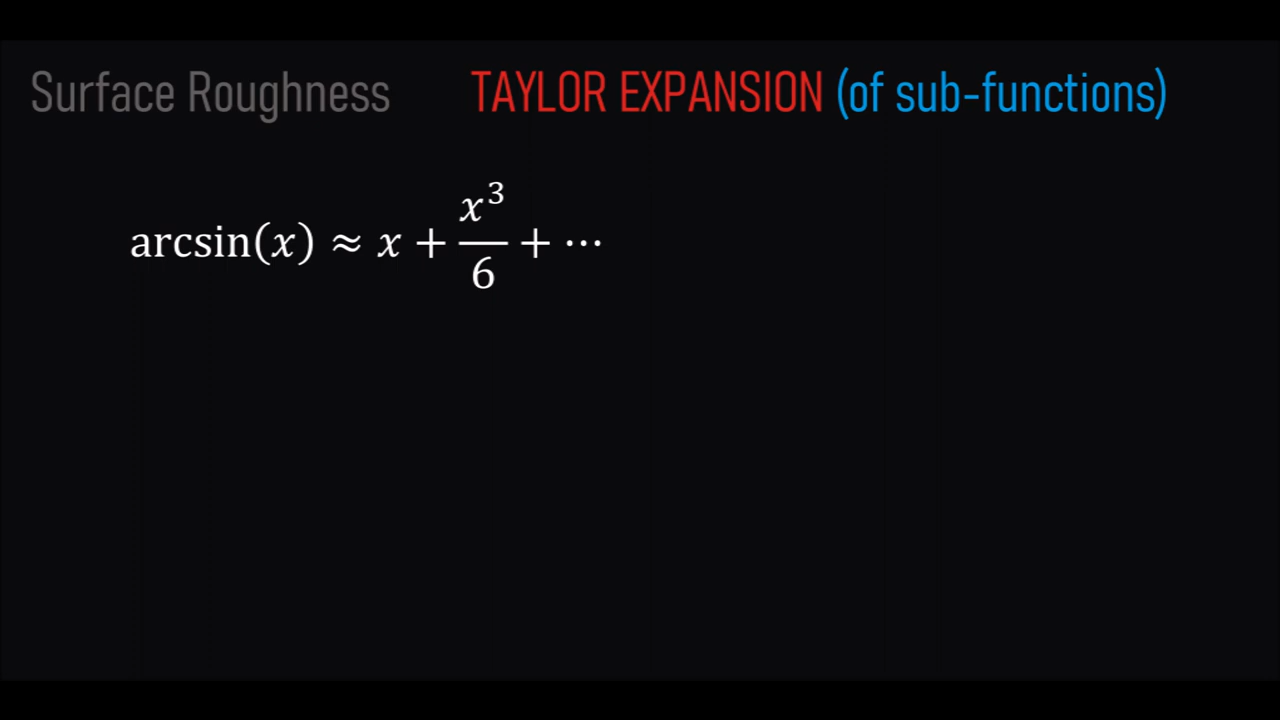 Surface Roughness TAYLOR EXPANSION (of sub-functions)
arcsin(x) ≈ x + x³/6 + ⋯